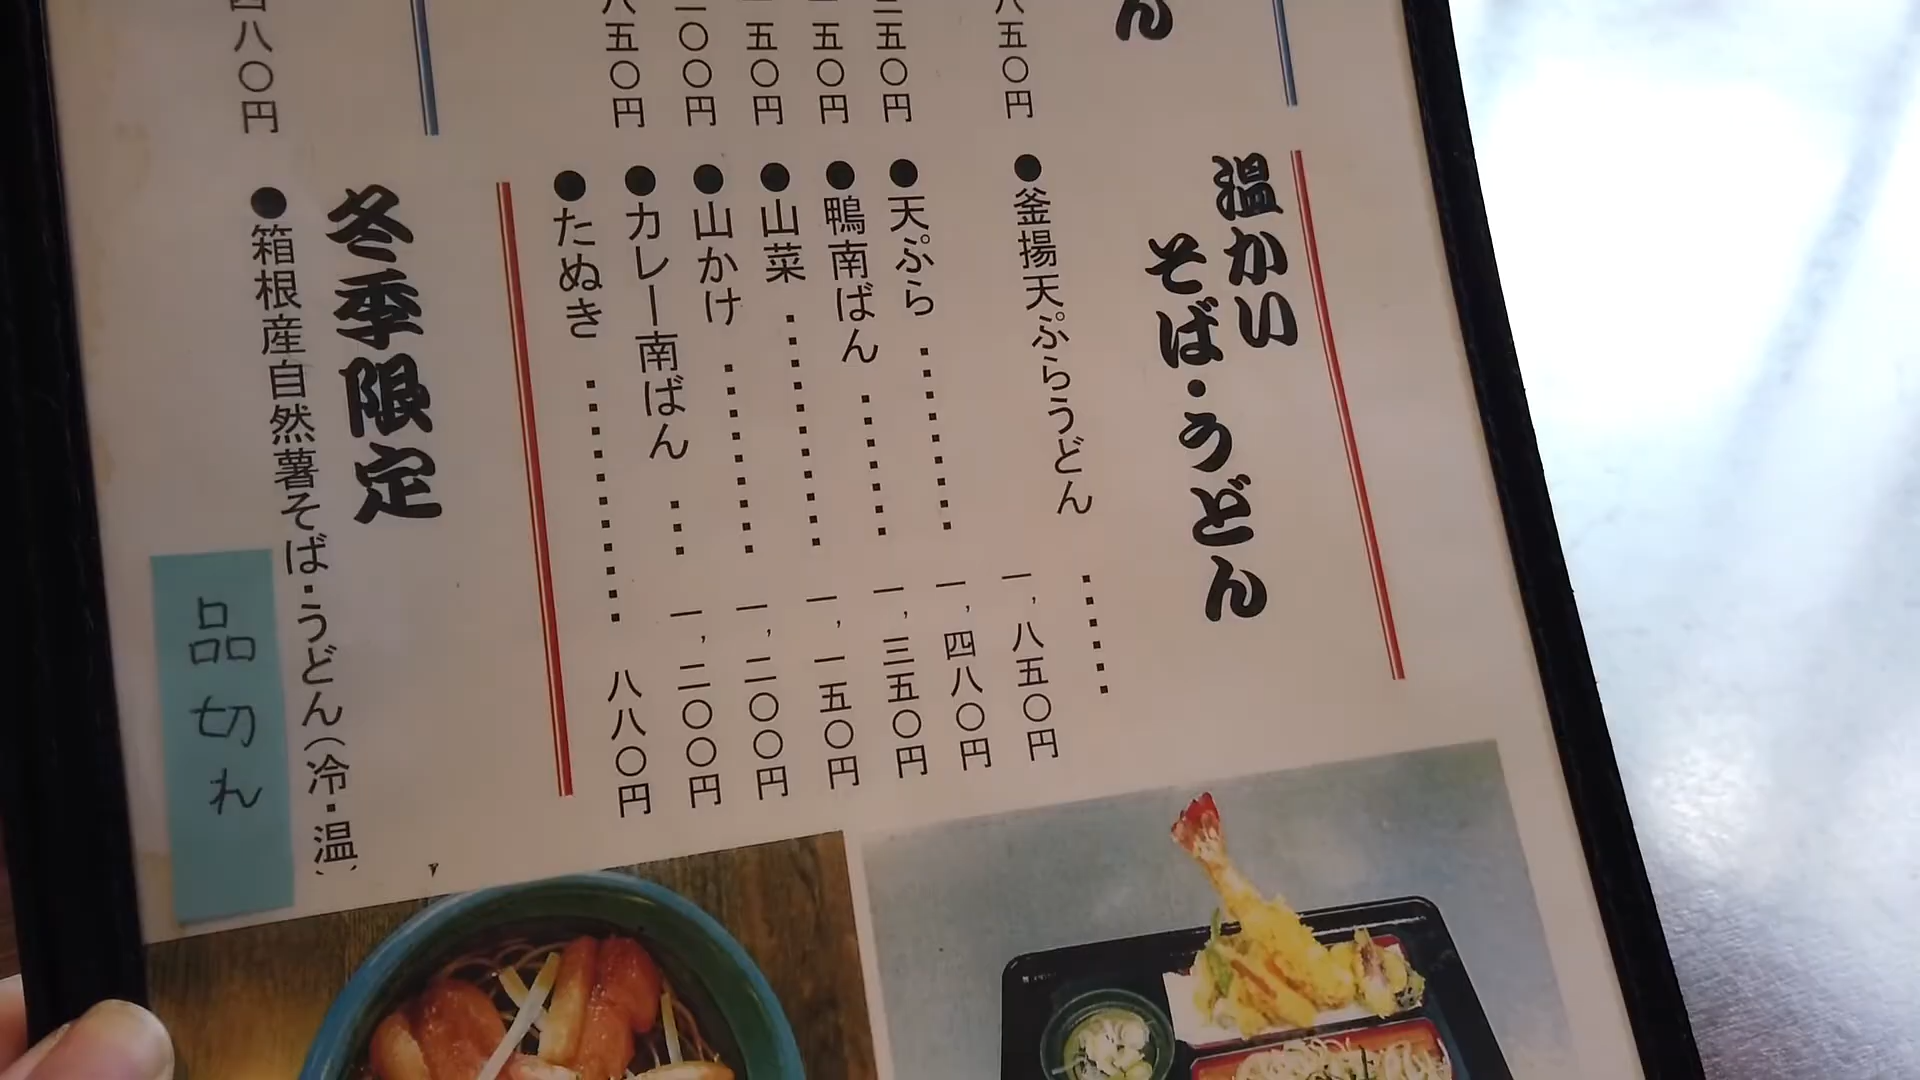 ん
八五〇円
五〇円
五〇円
五〇円
〇〇円
八五〇円
八〇円
温かい
そば・うどん
●釜揚天ぷらうどん ・・・・・・ 一,八五〇円
●天ぷら ・・・・・・・・・ 一,四八〇円
●鴨南ばん ・・・・・・・ 一,三五〇円
●山菜 ・・・・・・・・・・・ 一,一五〇円
●山かけ ・・・・・・・・・ 一,二〇〇円
●カレー南ばん ・・・ 一,二〇〇円
●たぬき ・・・・・・・・・・・ 八八〇円
冬季限定
●箱根産自然薯そば・うどん(冷・温)
品切れ